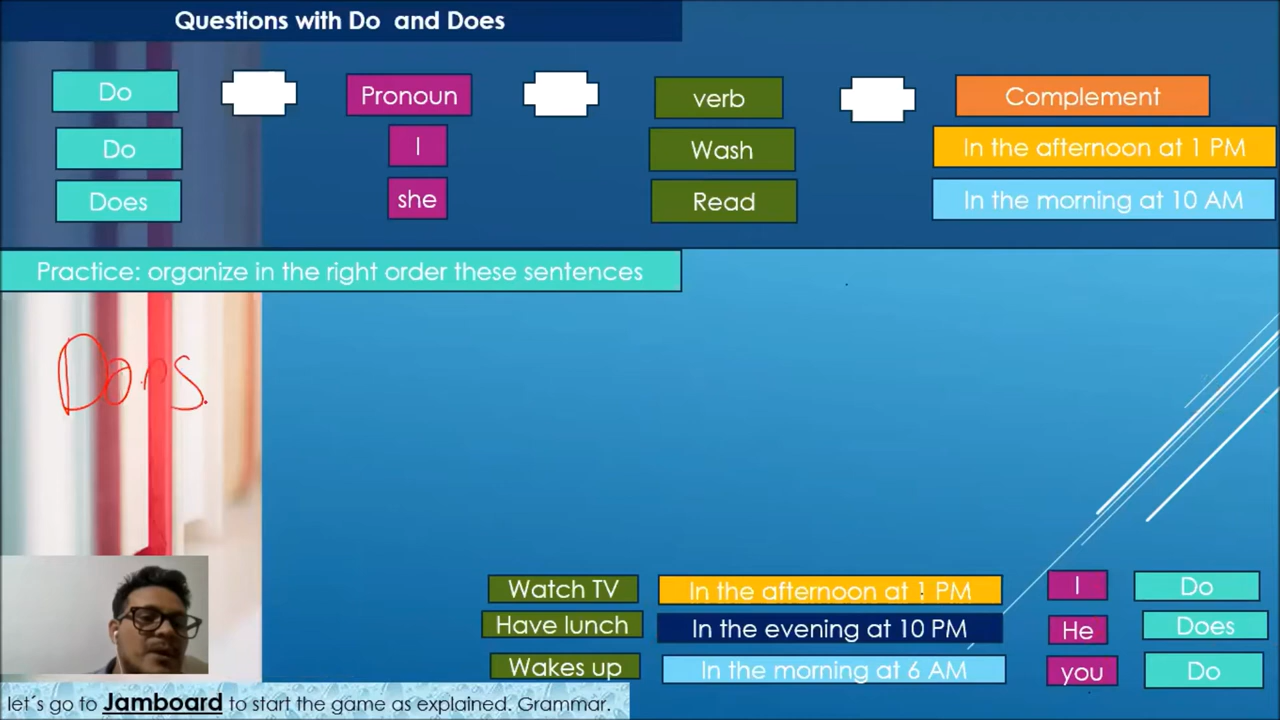 Questions with Do and Does
Do Pronoun verb Complement
Do I Wash In the afternoon at 1 PM
Does she Read In the morning at 10 AM
Practice: organize in the right order these sentences
Does
Watch TV In the afternoon at 1 PM I Do
Have lunch In the evening at 10 PM He Does
Wakes up In the morning at 6 AM you Do
let´s go to Jamboard to start the game as explained. Grammar.